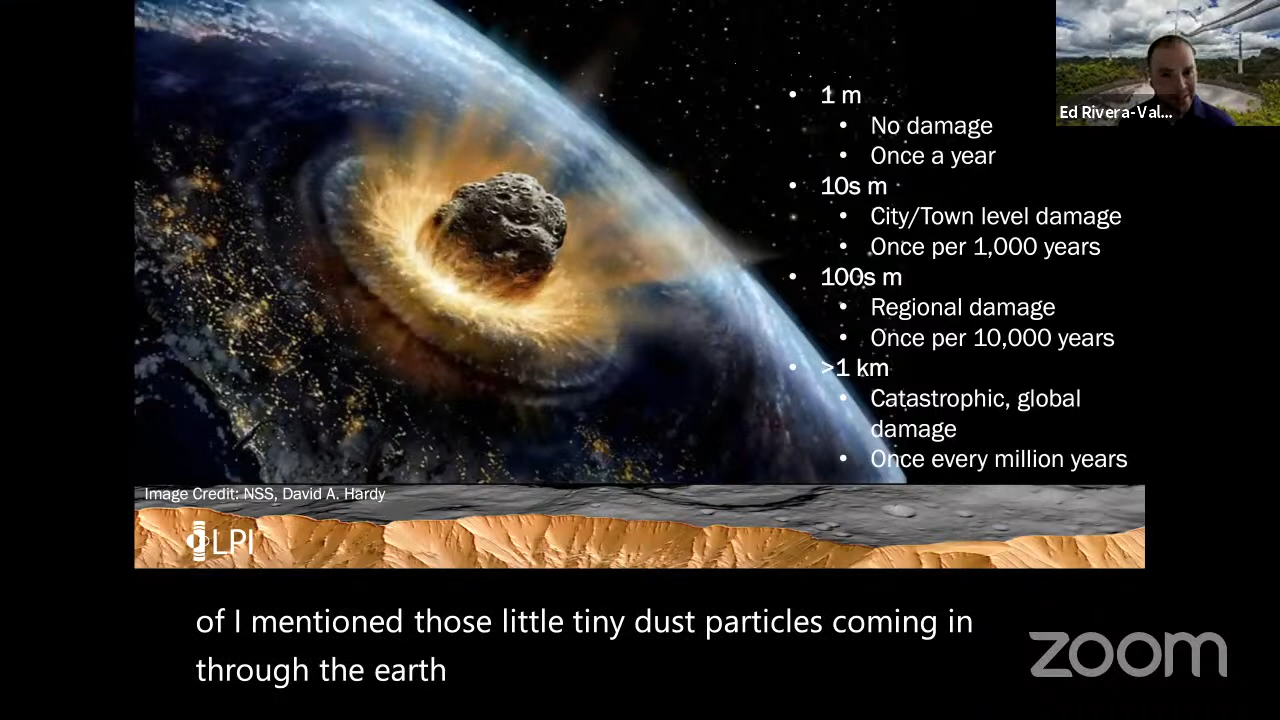 • 1 m
• No damage
• Once a year
• 10s m
• City/Town level damage
• Once per 1,000 years
• 100s m
• Regional damage
• Once per 10,000 years
• >1 km
• Catastrophic, global
damage
• Once every million years
Ed Rivera-Val...
Image Credit: NSS, David A. Hardy
LPI
of I mentioned those little tiny dust particles coming in
through the earth
zoom